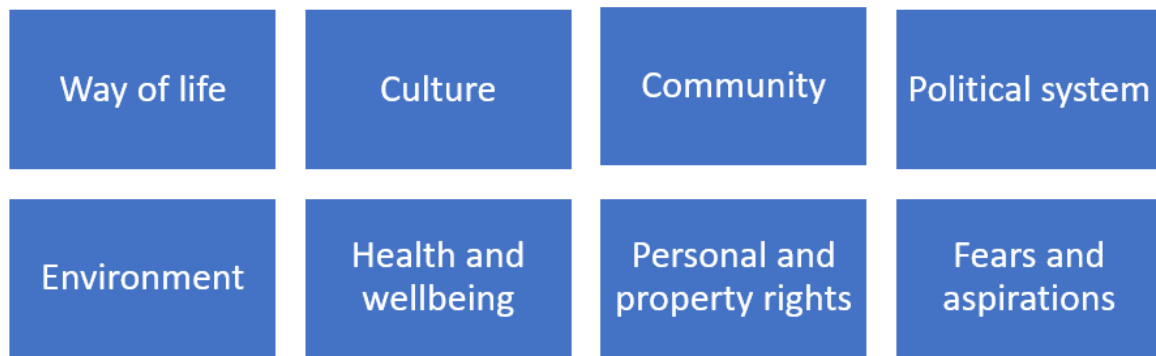 Way of life
Culture
Community
Political system
Environment
Health and
wellbeing
Personal and
property rights
Fears and
aspirations